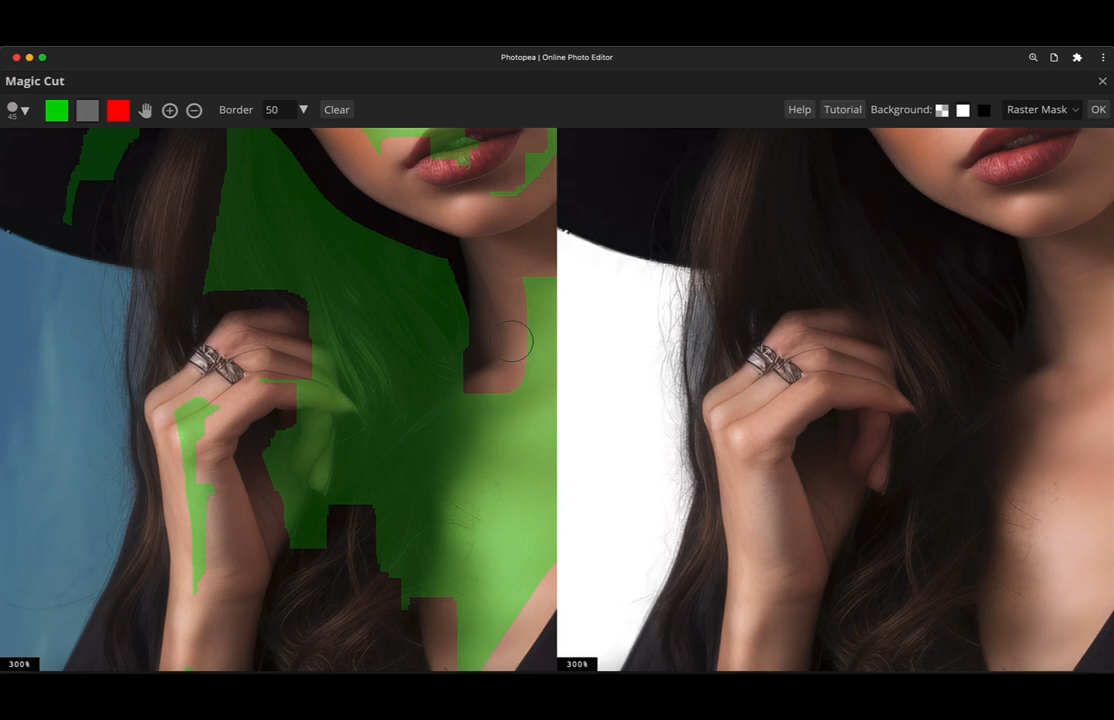 Photopea | Online Photo Editor
Magic Cut
45
Border 50 Clear Help Tutorial Background: Raster Mask OK
300% 300%